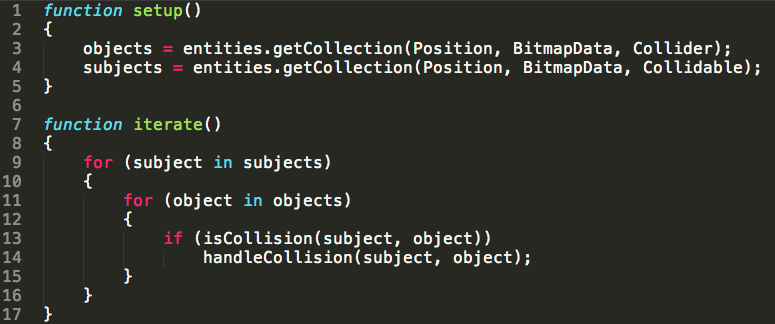 1 function setup()
2 {
3     objects = entities.getCollection(Position, BitmapData, Collider);
4     subjects = entities.getCollection(Position, BitmapData, Collidable);
5 }
6
7 function iterate()
8 {
9     for (subject in subjects)
10     {
11         for (object in objects)
12         {
13             if (isCollision(subject, object))
14                 handleCollision(subject, object);
15         }
16     }
17 }